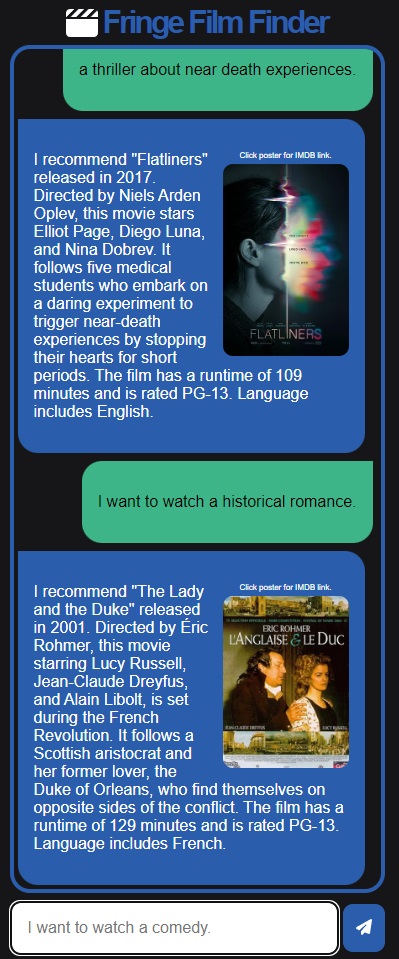 Fringe Film Finder
a thriller about near death experiences.
Click poster for IMDB link.
I recommend "Flatliners"
released in 2017.
Directed by Niels Arden
Oplev, this movie stars
Elliot Page, Diego Luna,
and Nina Dobrev. It
follows five medical
students who embark on
a daring experiment to
trigger near-death
experiences by stopping
their hearts for short
periods. The film has a runtime of 109
minutes and is rated PG-13. Language
includes English.
FLATLINERS
I want to watch a historical romance.
Click poster for IMDB link.
I recommend "The Lady
and the Duke" released
in 2001. Directed by Éric
Rohmer, this movie
starring Lucy Russell,
Jean-Claude Dreyfus,
and Alain Libolt, is set
during the French
Revolution. It follows a
Scottish aristocrat and
her former lover, the
Duke of Orleans, who find themselves on
opposite sides of the conflict. The film has a
runtime of 129 minutes and is rated PG-13.
Language includes French.
ERIC ROHMER
L'ANGLAISE & LE DUC
JEAN-CLAUDE DREYFUS
LUCY RUSSELL
I want to watch a comedy.